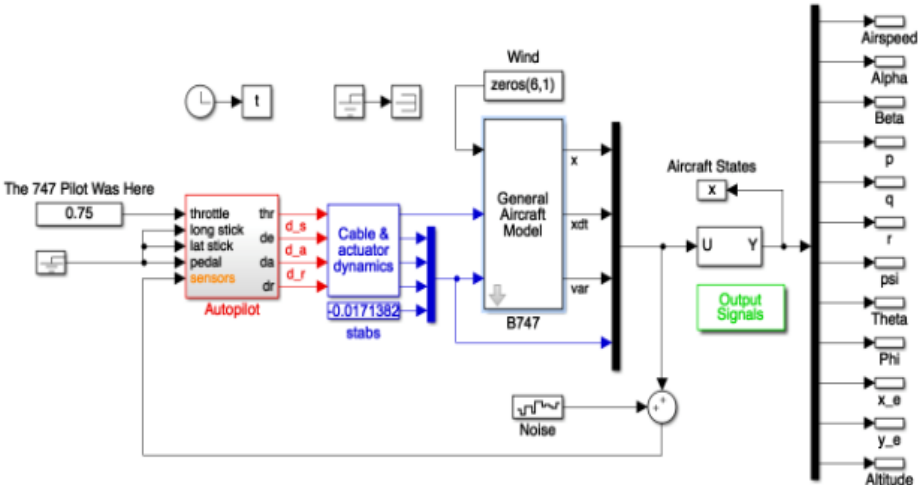 Wind
zeros(6,1)
t
The 747 Pilot Was Here
0.75
throttle
long stick
lat stick
pedal
sensors
thr
de
da
dr
Autopilot
d_s
d_a
d_r
Cable &
actuator
dynamics
-0.0171382
stabs
General
Aircraft
Model
B747
x
xdt
var
Aircraft States
x
U
Y
Output
Signals
Noise
+
+
Airspeed
Alpha
Beta
p
q
r
psi
Theta
Phi
x_e
y_e
Altitude